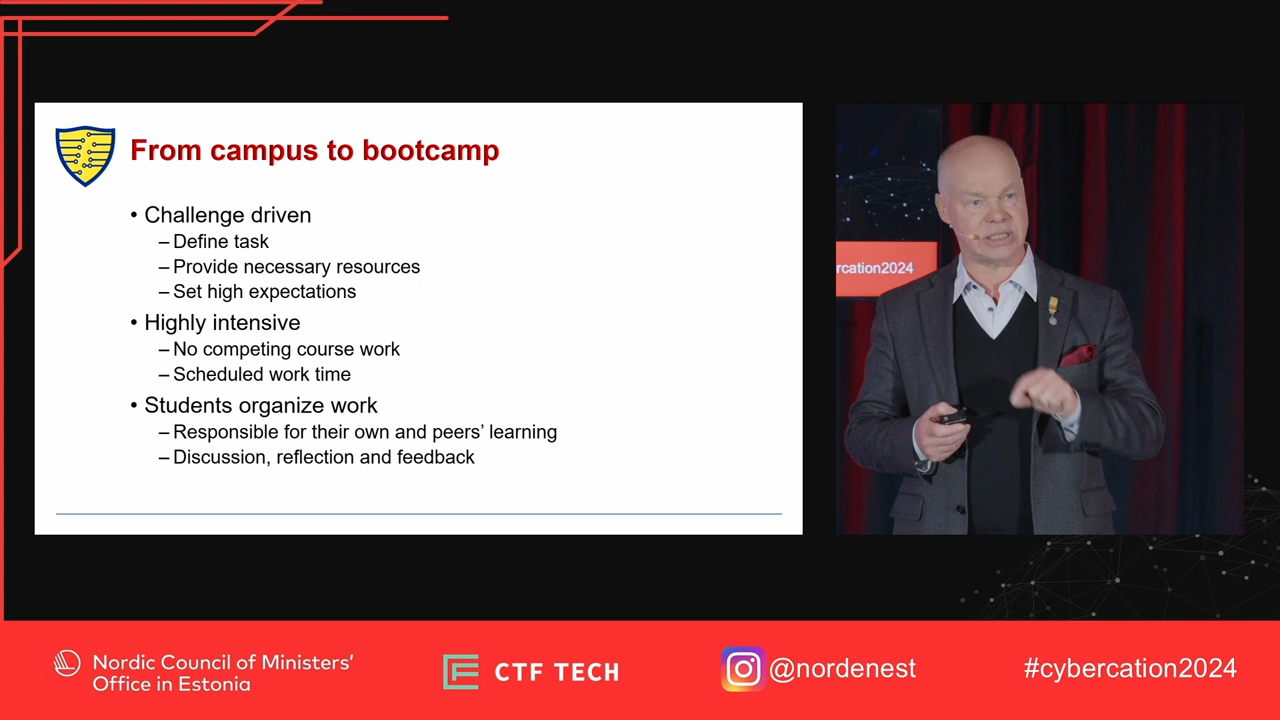 From campus to bootcamp
• Challenge driven
– Define task
– Provide necessary resources
– Set high expectations
• Highly intensive
– No competing course work
– Scheduled work time
• Students organize work
– Responsible for their own and peers’ learning
– Discussion, reflection and feedback
rcation2024
Nordic Council of Ministers’
Office in Estonia
CTF TECH
@nordenest
#cybercation2024